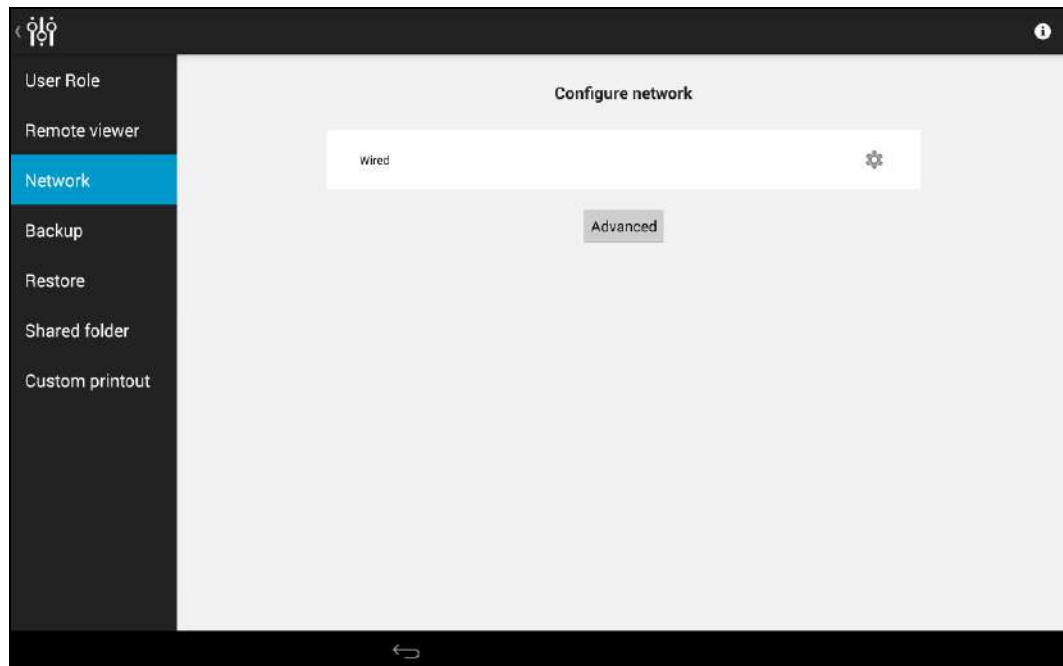 User Role
Remote viewer
Network
Backup
Restore
Shared folder
Custom printout
Configure network
Wired
Advanced